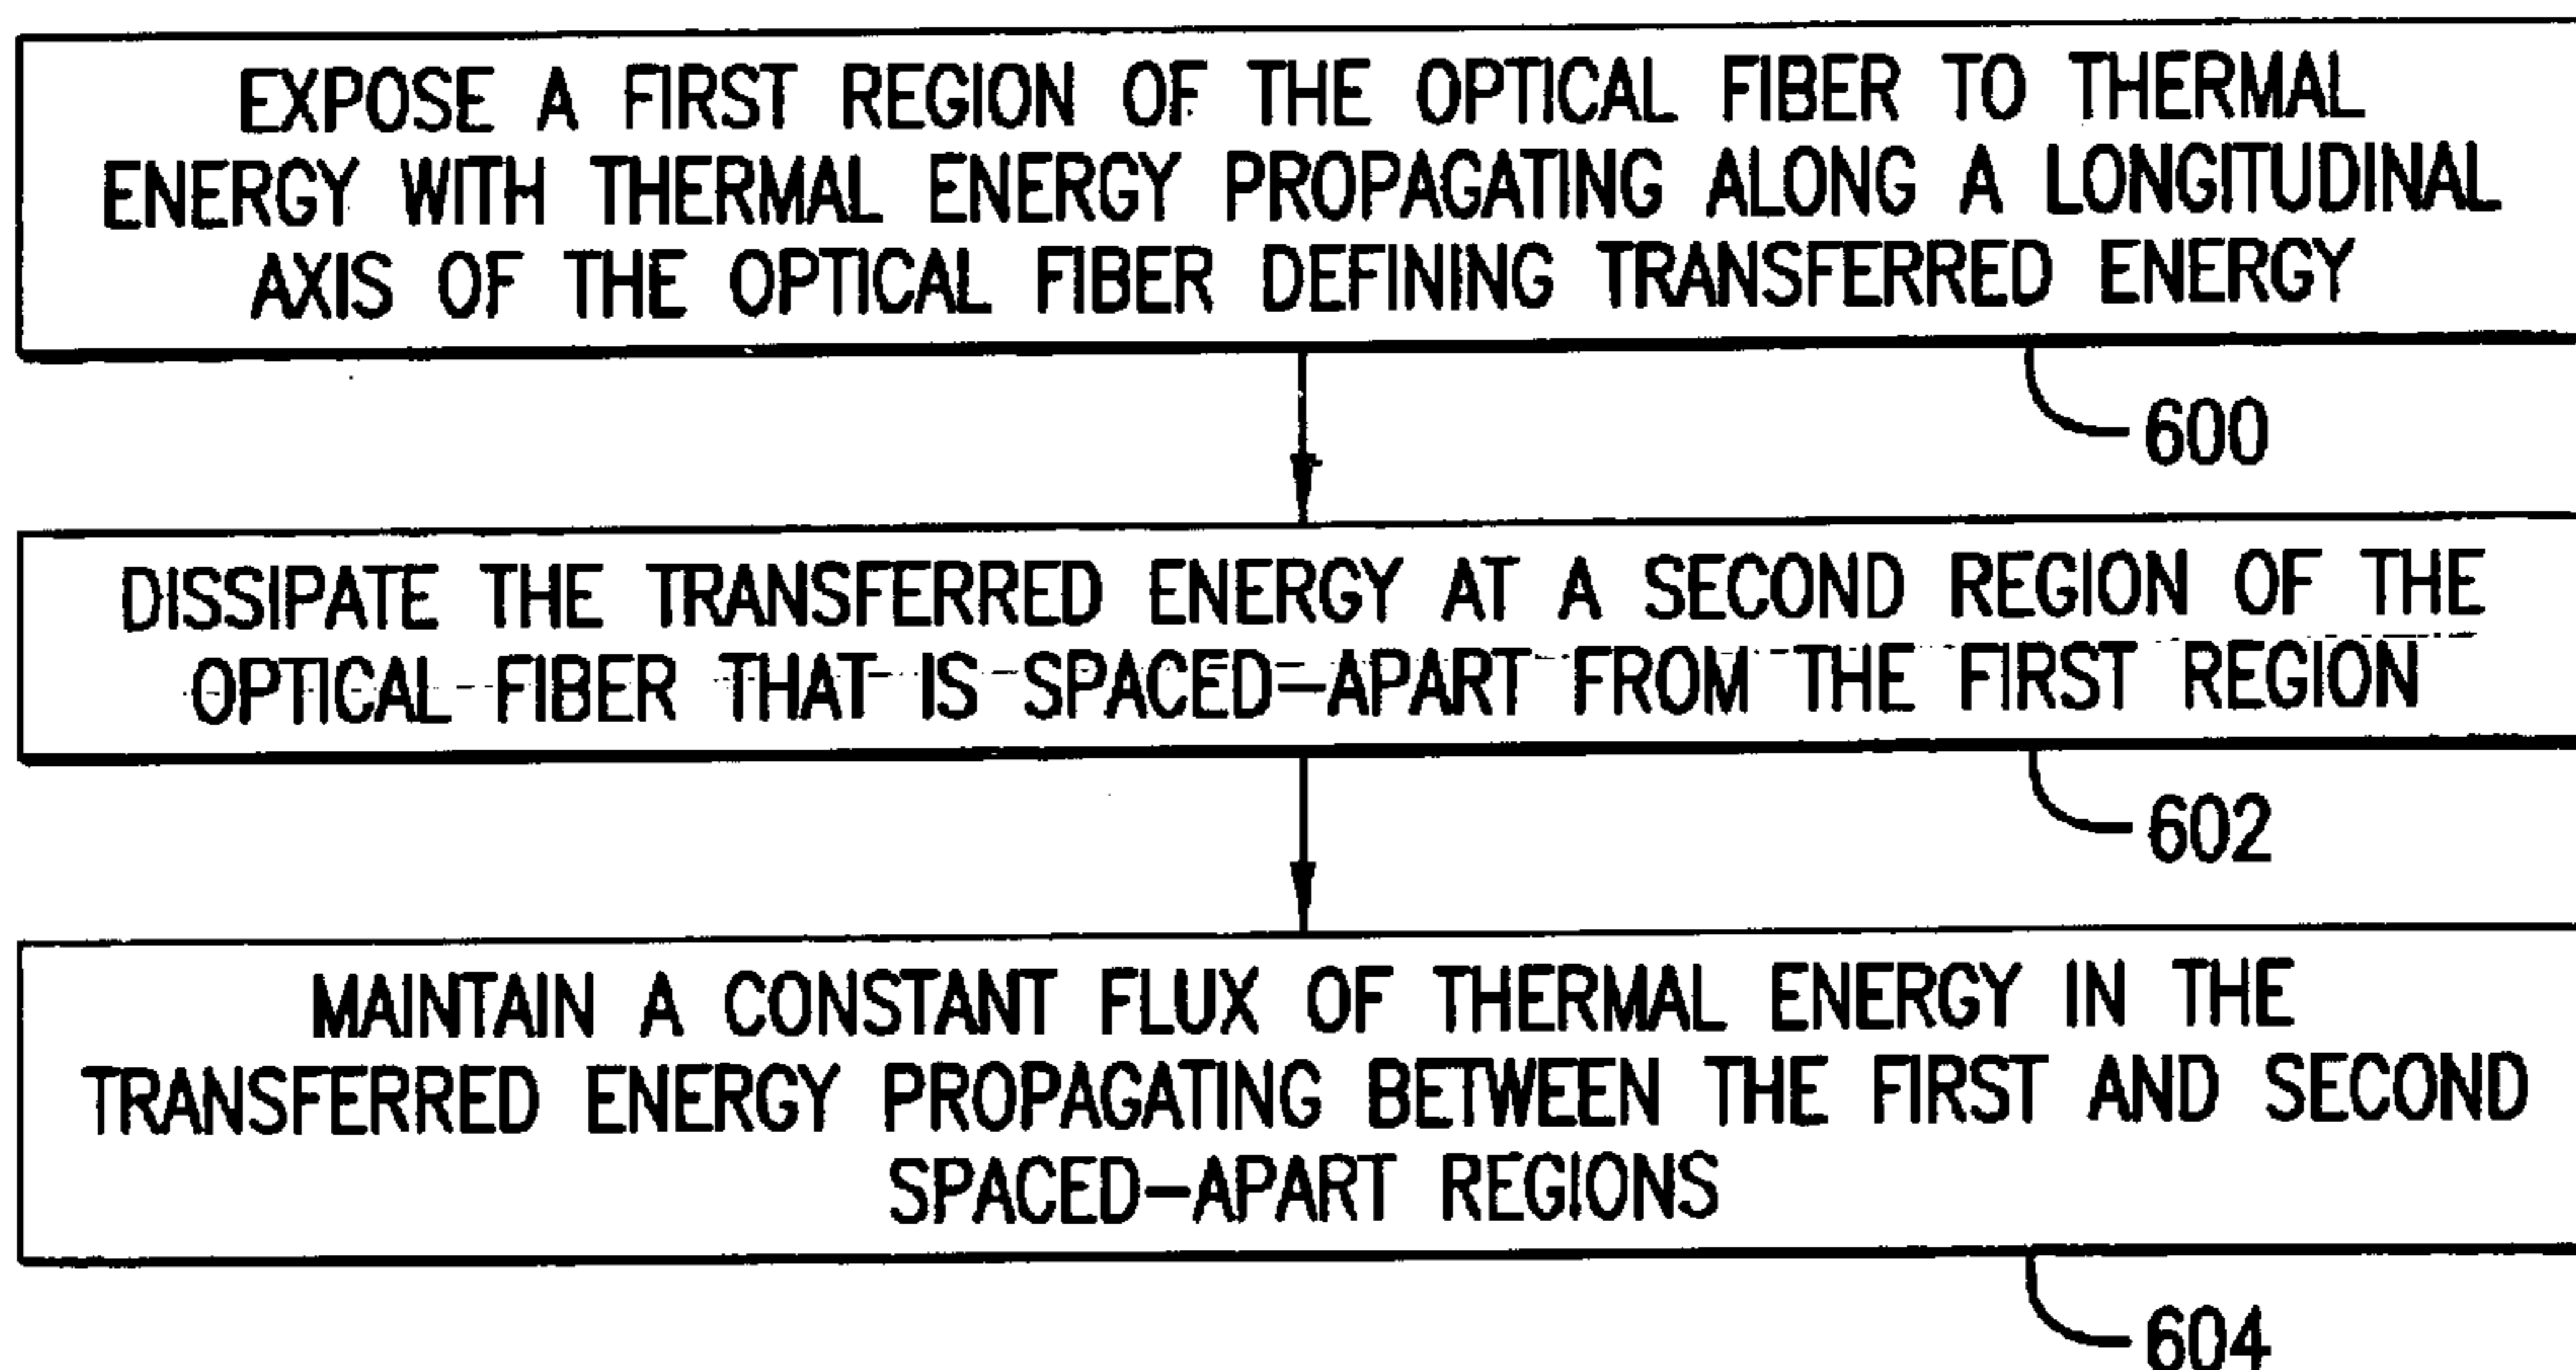 EXPOSE A FIRST REGION OF THE OPTICAL FIBER TO THERMAL
ENERGY WITH THERMAL ENERGY PROPAGATING ALONG A LONGITUDINAL
AXIS OF THE OPTICAL FIBER DEFINING TRANSFERRED ENERGY
600
DISSIPATE THE TRANSFERRED ENERGY AT A SECOND REGION OF THE
OPTICAL FIBER THAT IS SPACED-APART FROM THE FIRST REGION
602
MAINTAIN A CONSTANT FLUX OF THERMAL ENERGY IN THE
TRANSFERRED ENERGY PROPAGATING BETWEEN THE FIRST AND SECOND
SPACED-APART REGIONS
604